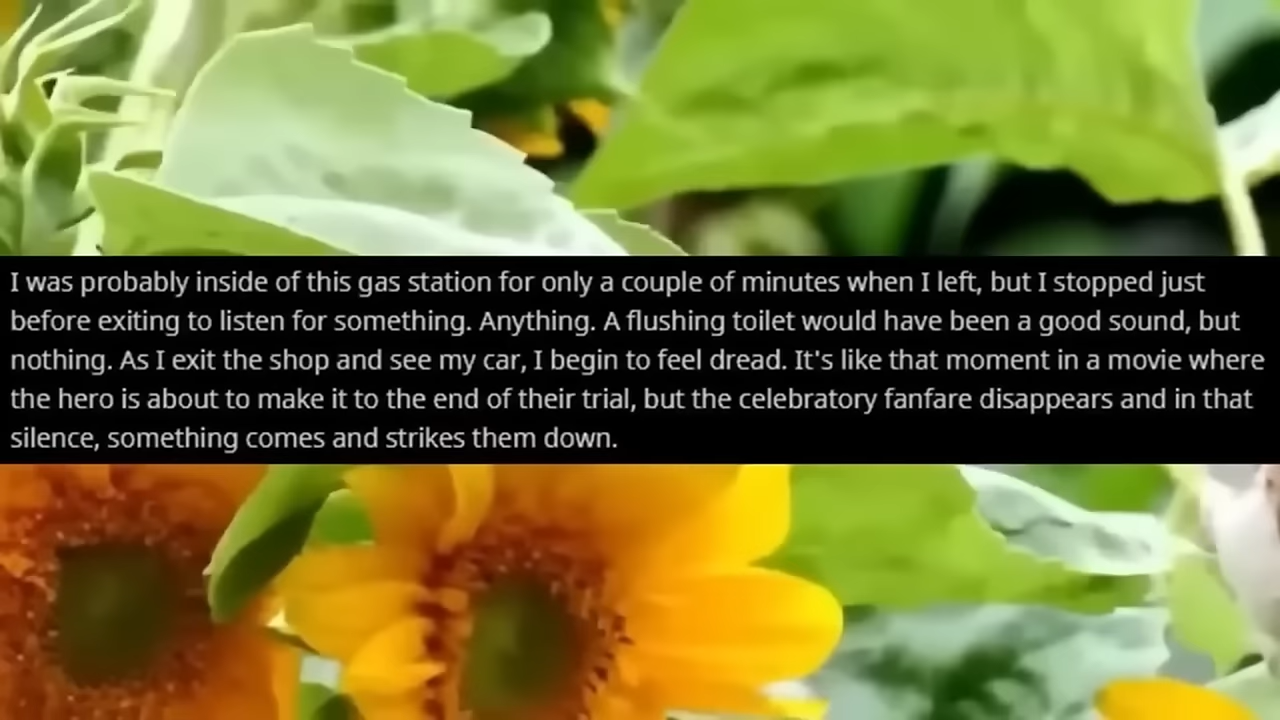 I was probably inside of this gas station for only a couple of minutes when I left, but I stopped just
before exiting to listen for something. Anything. A flushing toilet would have been a good sound, but
nothing. As I exit the shop and see my car, I begin to feel dread. It's like that moment in a movie where
the hero is about to make it to the end of their trial, but the celebratory fanfare disappears and in that
silence, something comes and strikes them down.